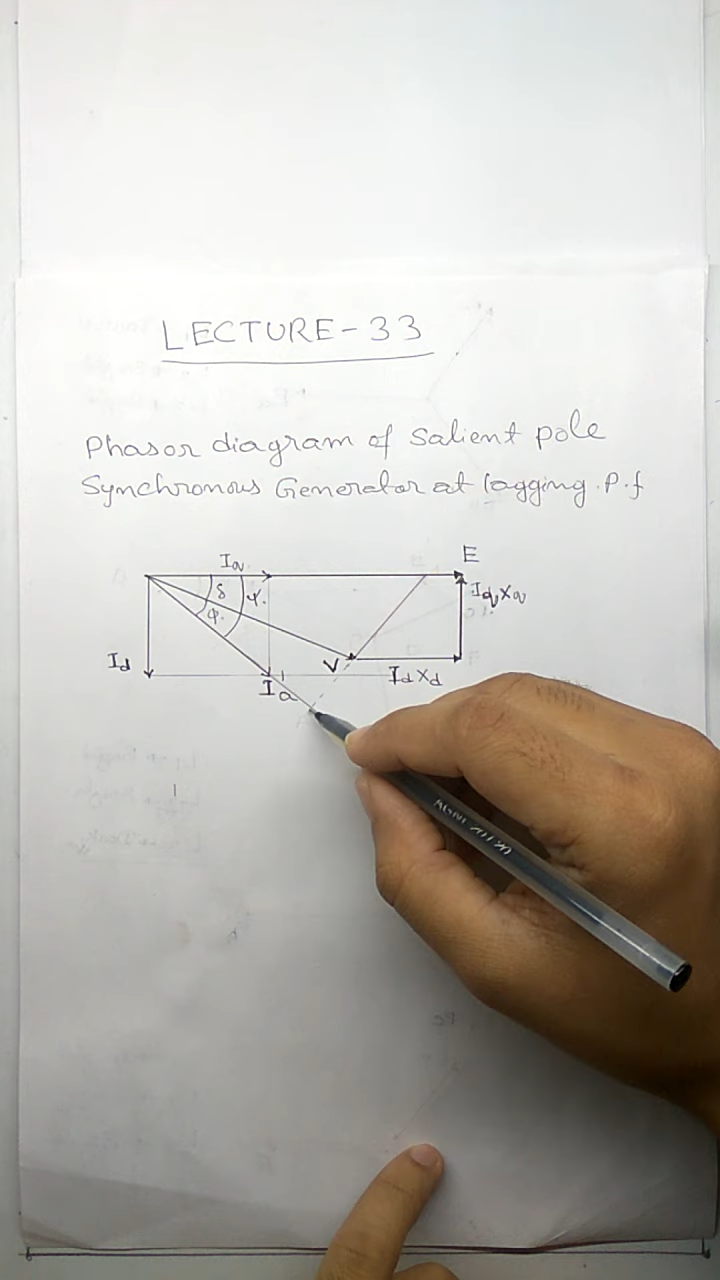 LECTURE-33
Phasor diagram of Salient pole
Synchronous Generator at lagging P.f
Iq
E
δ
ψ
φ
Iq Xq
Id
V
Id Xd
Ia